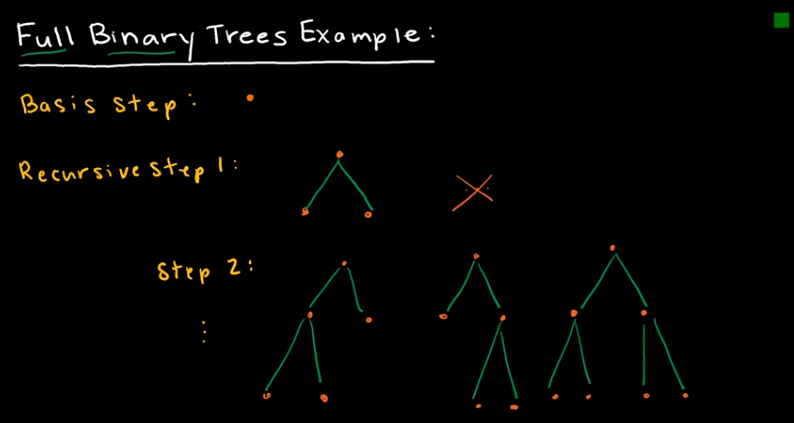 Full Binary Trees Example:
Basis step:
Recursive step 1:
step 2:
⋮